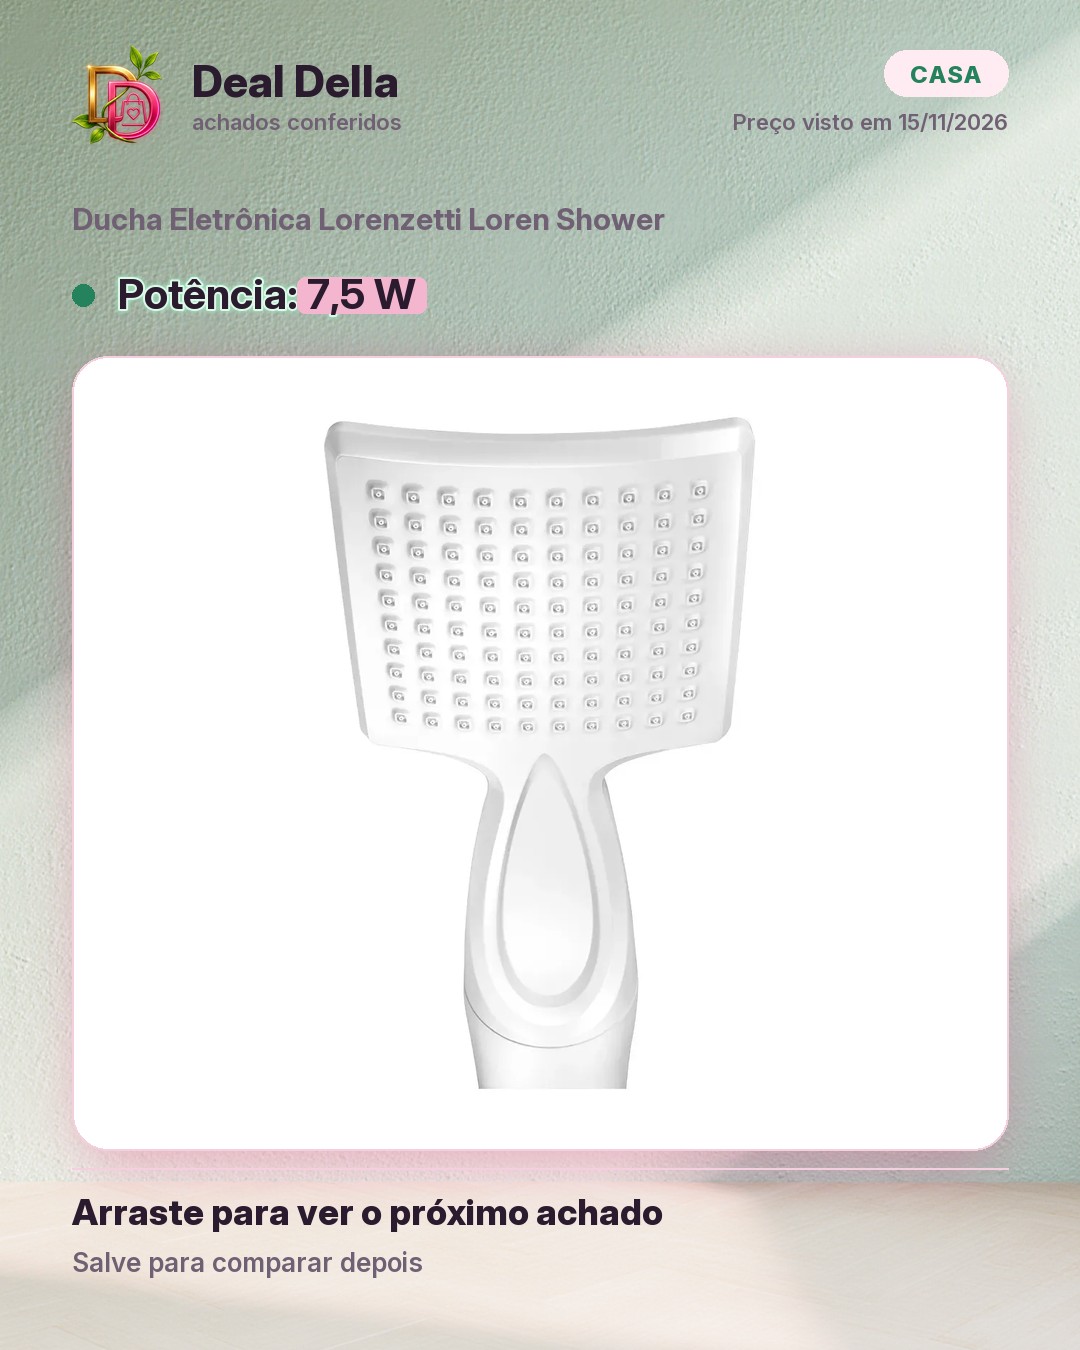 Deal Della
achados conferidos
CASA
Preço visto em 15/11/2026
Ducha Eletrônica Lorenzetti Loren Shower
Potência: 7,5 W
Arraste para ver o próximo achado
Salve para comparar depois